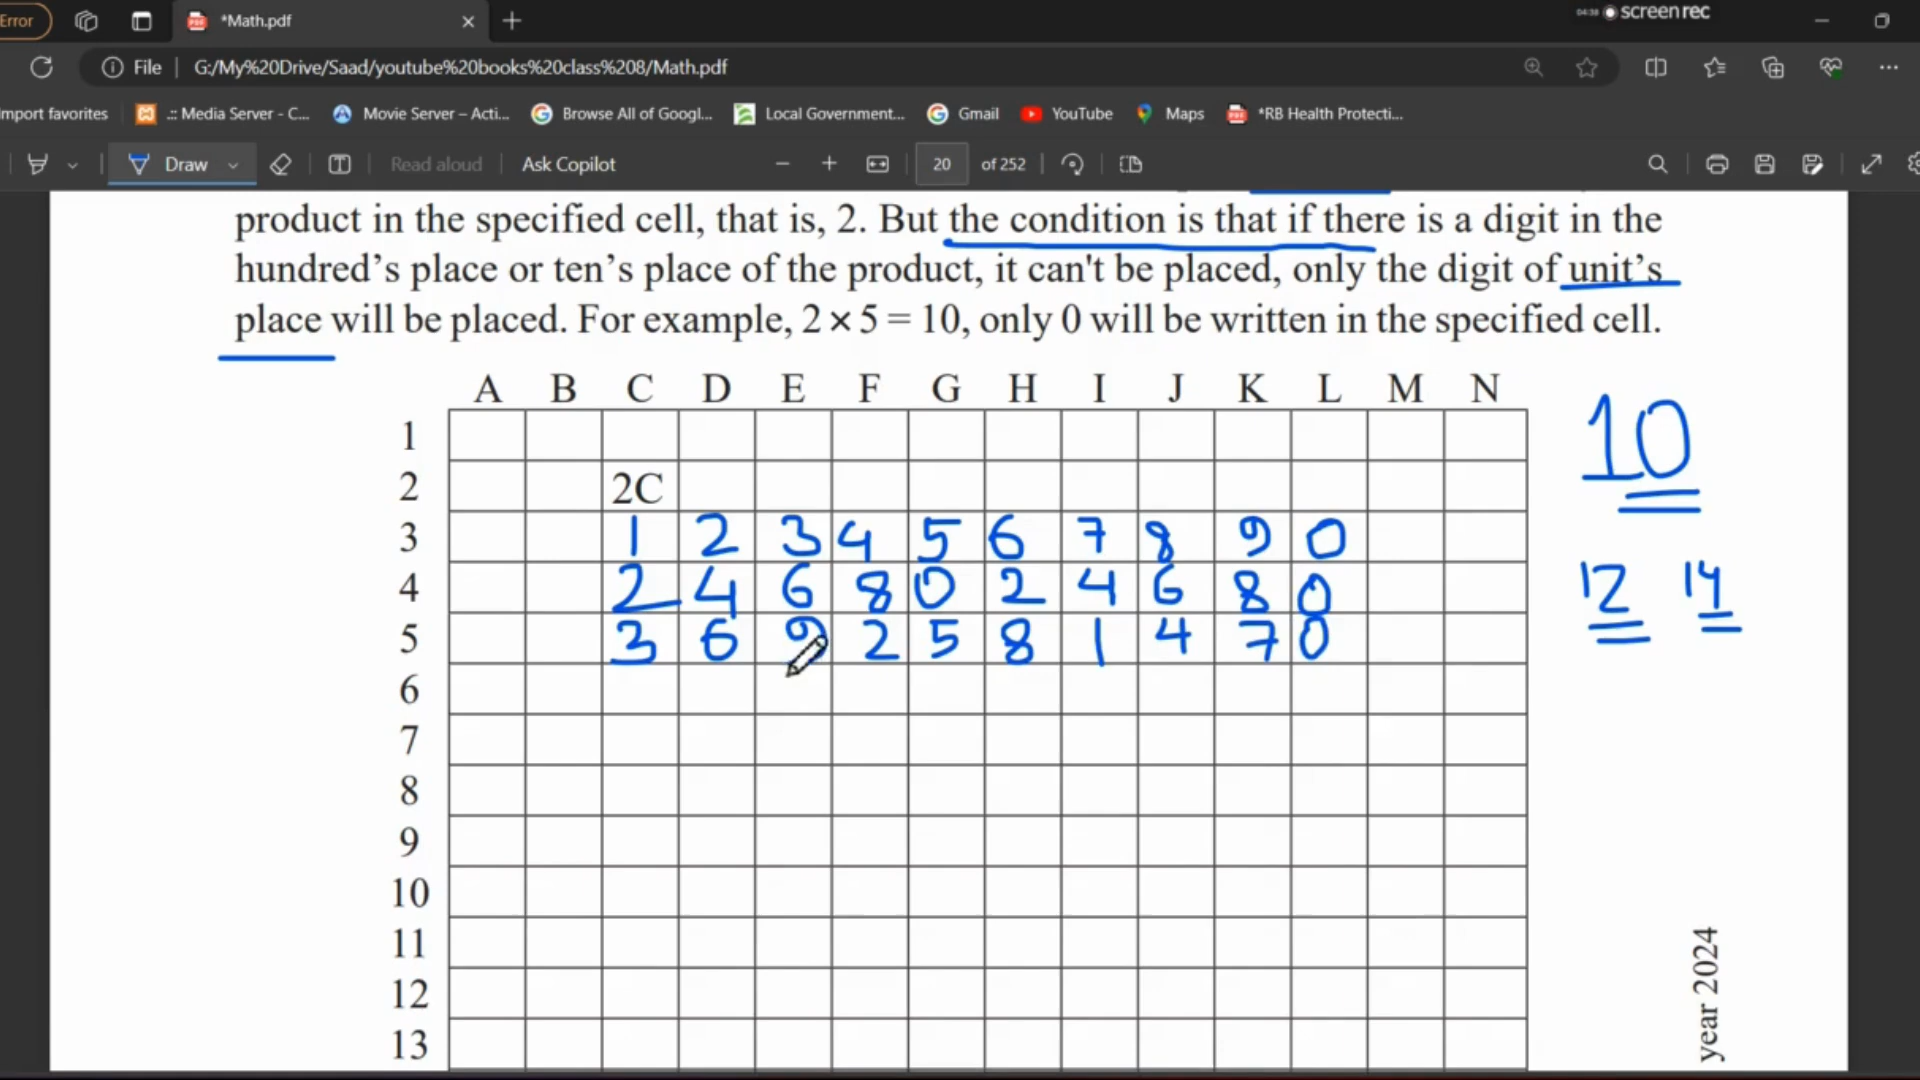 Error *Math.pdf 04:38 screenrec
File G:/My%20Drive/Saad/youtube%20books%20class%208/Math.pdf
mport favorites .:: Media Server - C... Movie Server – Acti... Browse All of Googl... Local Government... Gmail YouTube Maps *RB Health Protecti...
Draw Read aloud Ask Copilot 20 of 252
product in the specified cell, that is, 2. But the condition is that if there is a digit in the
hundred's place or ten's place of the product, it can't be placed, only the digit of unit's
place will be placed. For example, 2 × 5 = 10, only 0 will be written in the specified cell.
A B C D E F G H I J K L M N
1 10
2 2C
3 1 2 3 4 5 6 7 8 9 0
4 2 4 6 8 0 2 4 6 8 0 12 14
5 3 6 9 2 5 8 1 4 7 0
6
7
8
9
10
11
12
13
year 2024